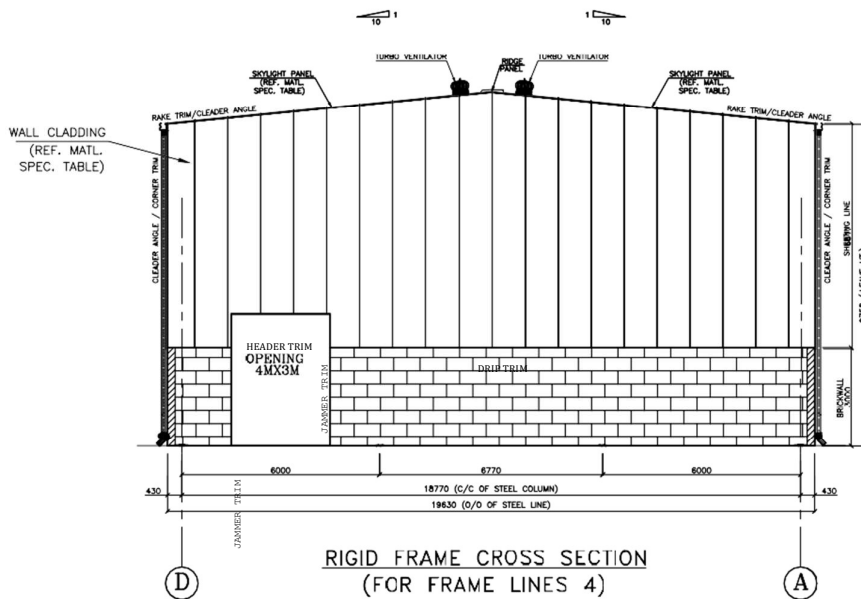 1
10
1
10
TURBO VENTILATOR
RIDGE
PANEL
TURBO VENTILATOR
SKYLIGHT PANEL
(REF. MATL.
SPEC. TABLE)
SKYLIGHT PANEL
(REF. MATL.
SPEC. TABLE)
RAKE TRIM/CLEADER ANGLE
RAKE TRIM/CLEADER ANGLE
WALL CLADDING
(REF. MATL.
SPEC. TABLE)
CLEADER ANGLE / CORNER TRIM
CLEADER ANGLE / CORNER TRIM
SHEETING LINE
HEADER TRIM
OPENING
4MX3M
JAMMER TRIM
DRIP TRIM
BRICKWALL
3000
6000
6770
6000
430
18770 (C/C OF STEEL COLUMN)
430
19630 (O/O OF STEEL LINE)
JAMMER TRIM
RIGID FRAME CROSS SECTION
(FOR FRAME LINES 4)
D
A